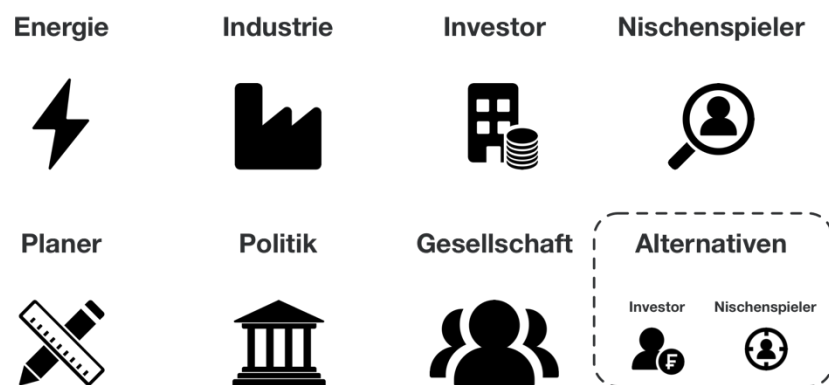 Energie
Industrie
Investor
Nischenspieler
Planer
Politik
Gesellschaft
Alternativen
Investor
Nischenspieler